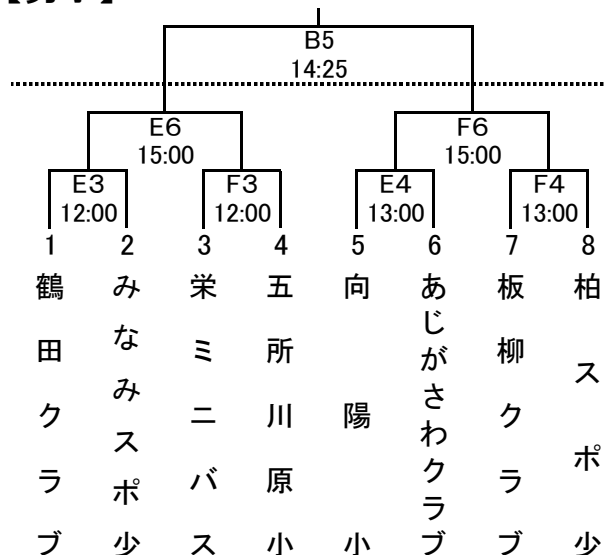 B5
14:25
E6
F6
15:00
15:00
E3
F3
E4
F4
12:00
12:00
13:00
13:00
1
2
3
4
5
6
7
8
鶴田クラブ
みなみスポ少
栄ミニバス
五所川原小
向陽小
あじがさわクラブ
板柳クラブ
柏スポ少